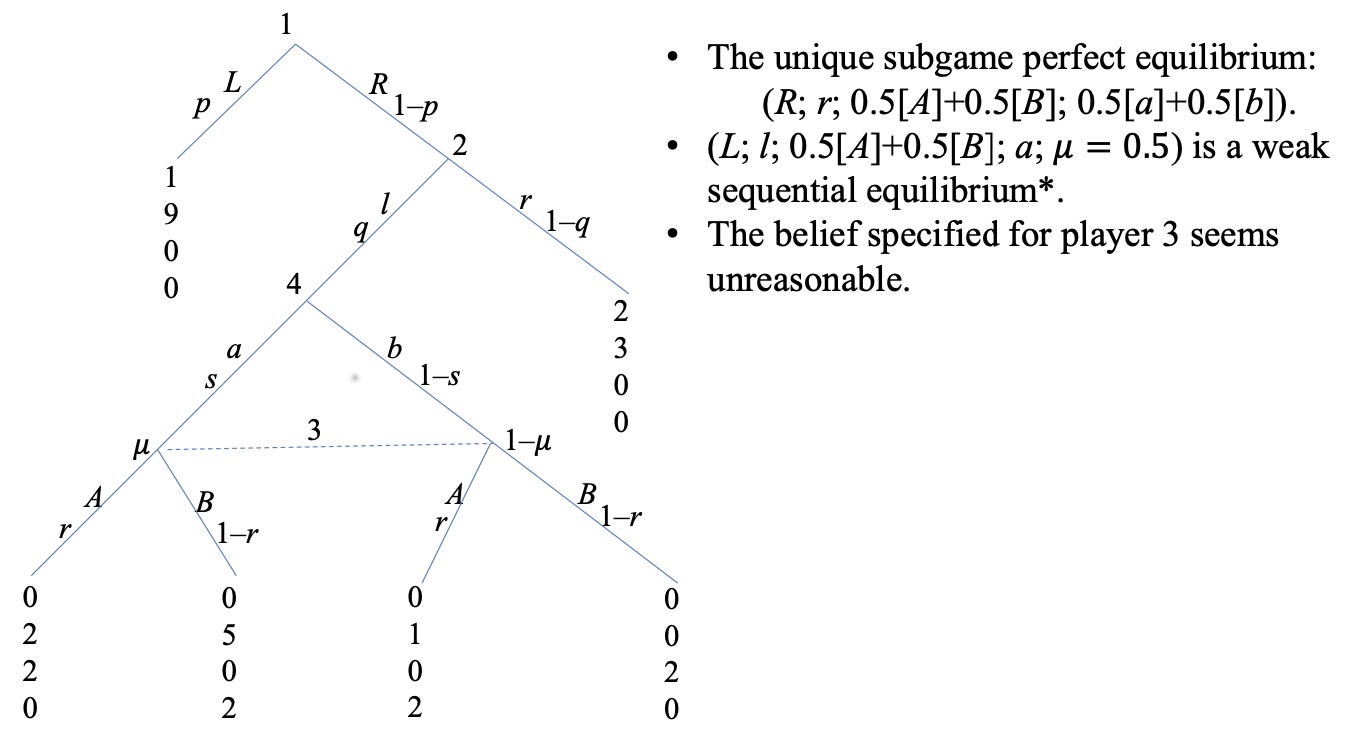 1
L
p
R
1–p
• The unique subgame perfect equilibrium:
(R; r; 0.5[A]+0.5[B]; 0.5[a]+0.5[b]).
• (L; l; 0.5[A]+0.5[B]; a; μ = 0.5) is a weak
sequential equilibrium*.
• The belief specified for player 3 seems
unreasonable.
2
1
9
0
0
l
q
r
1–q
4
2
3
0
0
a
s
b
1–s
μ
3
1–μ
A
r
B
1–r
A
r
B
1–r
0 0 0 0
2 5 1 0
2 0 0 2
0 2 2 0